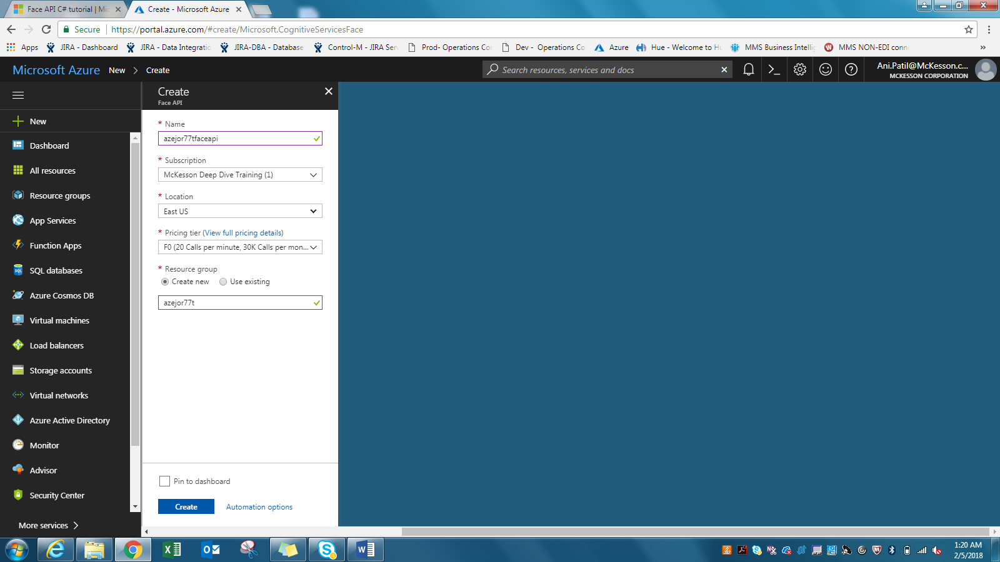 Face API C# tutorial | Mic
Create - Microsoft Azure
Secure
https://portal.azure.com/#create/Microsoft.CognitiveServicesFace
Apps
JIRA - Dashboard
JIRA - Data Integratio
JIRA-DBA - Database
Control-M - JIRA Serv
Prod- Operations Cor
Dev - Operations Co
Azure
Hue - Welcome to Hu
MMS Business Intellig
MMS NON-EDI conne
»
Microsoft Azure
New
Create
Search resources, services and docs
Ani.Patil@McKesson.c...
MCKESSON CORPORATION
New
Dashboard
All resources
Resource groups
App Services
Function Apps
SQL databases
Azure Cosmos DB
Virtual machines
Load balancers
Storage accounts
Virtual networks
Azure Active Directory
Monitor
Advisor
Security Center
More services
Create
Face API
* Name
azejor77tfaceapi
* Subscription
McKesson Deep Dive Training (1)
* Location
East US
* Pricing tier (View full pricing details)
F0 (20 Calls per minute, 30K Calls per mon...
* Resource group
Create new
Use existing
azejor77t
Pin to dashboard
Create
Automation options
1:20 AM
2/5/2018